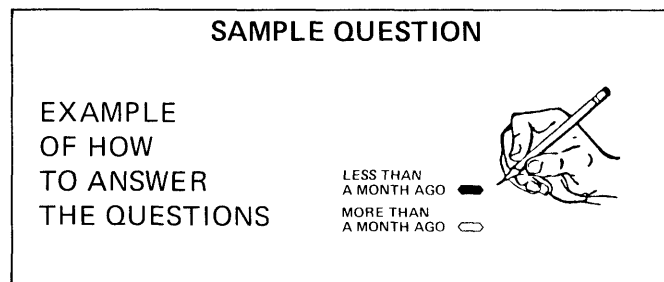 SAMPLE QUESTION
EXAMPLE
OF HOW
TO ANSWER
THE QUESTIONS
LESS THAN
A MONTH AGO
MORE THAN
A MONTH AGO